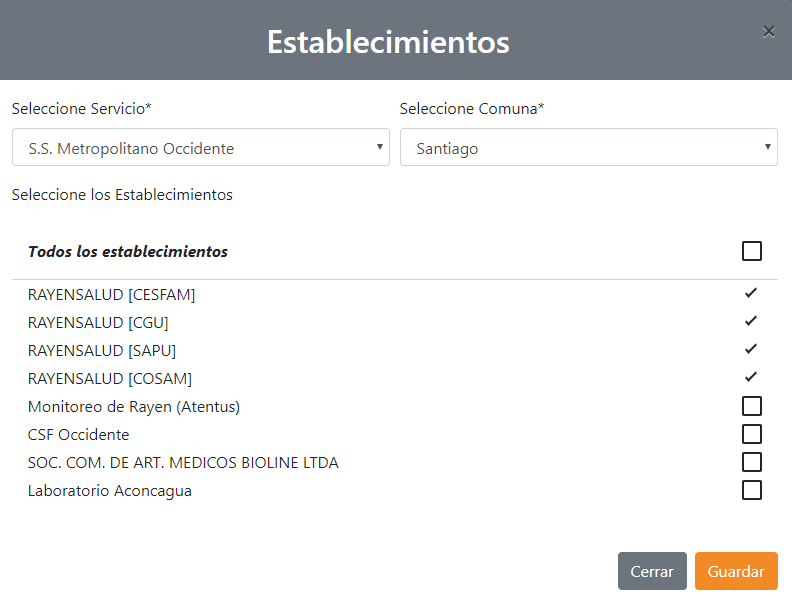 Establecimientos
×
Seleccione Servicio*
Seleccione Comuna*
S.S. Metropolitano Occidente
Santiago
Seleccione los Establecimientos
Todos los establecimientos
RAYENSALUD [CESFAM]
RAYENSALUD [CGU]
RAYENSALUD [SAPU]
RAYENSALUD [COSAM]
Monitoreo de Rayen (Atentus)
CSF Occidente
SOC. COM. DE ART. MEDICOS BIOLINE LTDA
Laboratorio Aconcagua
Cerrar
Guardar